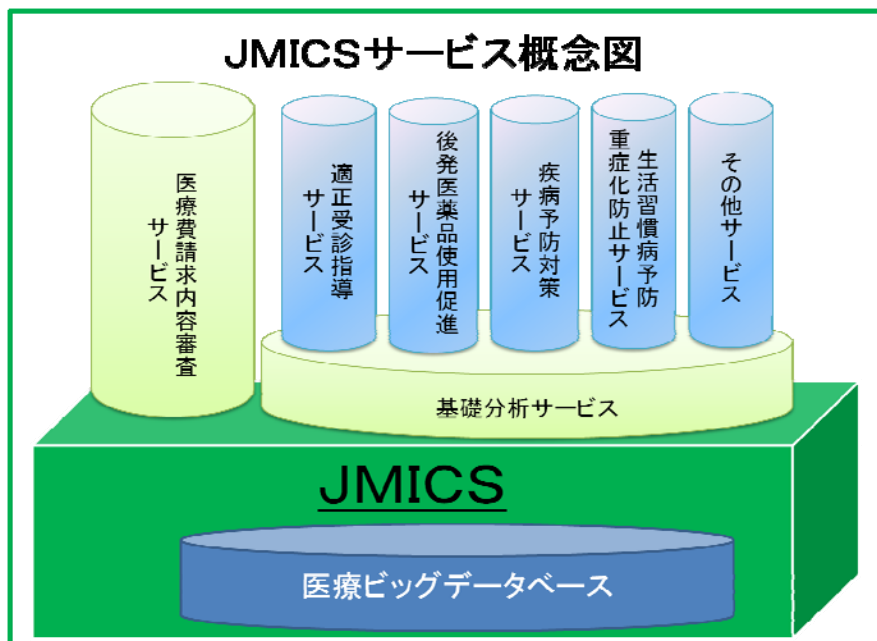 JMICSサービス概念図
医療費請求内容審査
サービス
適正受診指導
サービス
後発医薬品使用促進
サービス
疾病予防対策
サービス
生活習慣病予防
重症化防止サービス
その他サービス
基礎分析サービス
JMICS
医療ビッグデータベース